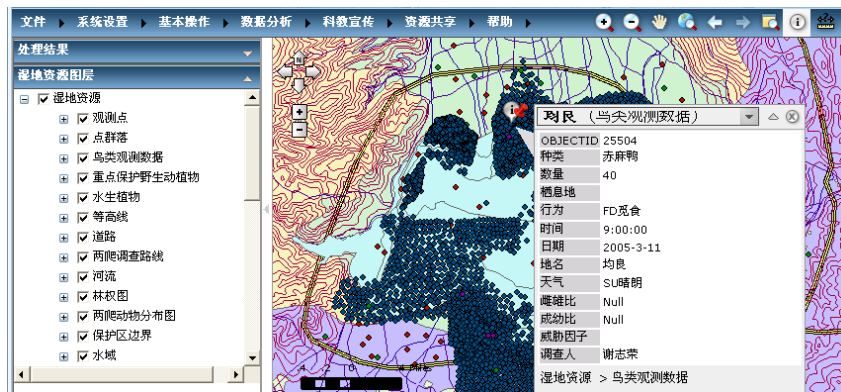 文件 系统设置 基本操作 数据分析 科教宣传 资源共享 帮助
处理结果
湿地资源图层
湿地资源
观测点
点群落
鸟类观测数据
重点保护野生动植物
水生植物
等高线
道路
两爬调查路线
河流
林权图
两爬动物分布图
保护区边界
水域
N
均良 (鸟类观测数据)
OBJECTID 25504
种类 赤麻鸭
数量 40
栖息地
行为 FD觅食
时间 9:00:00
日期 2005-3-11
地名 均良
天气 SU晴朗
雌雄比 Null
成幼比 Null
威胁因子
调查人 谢志荣
湿地资源 > 鸟类观测数据
.4 .2 0